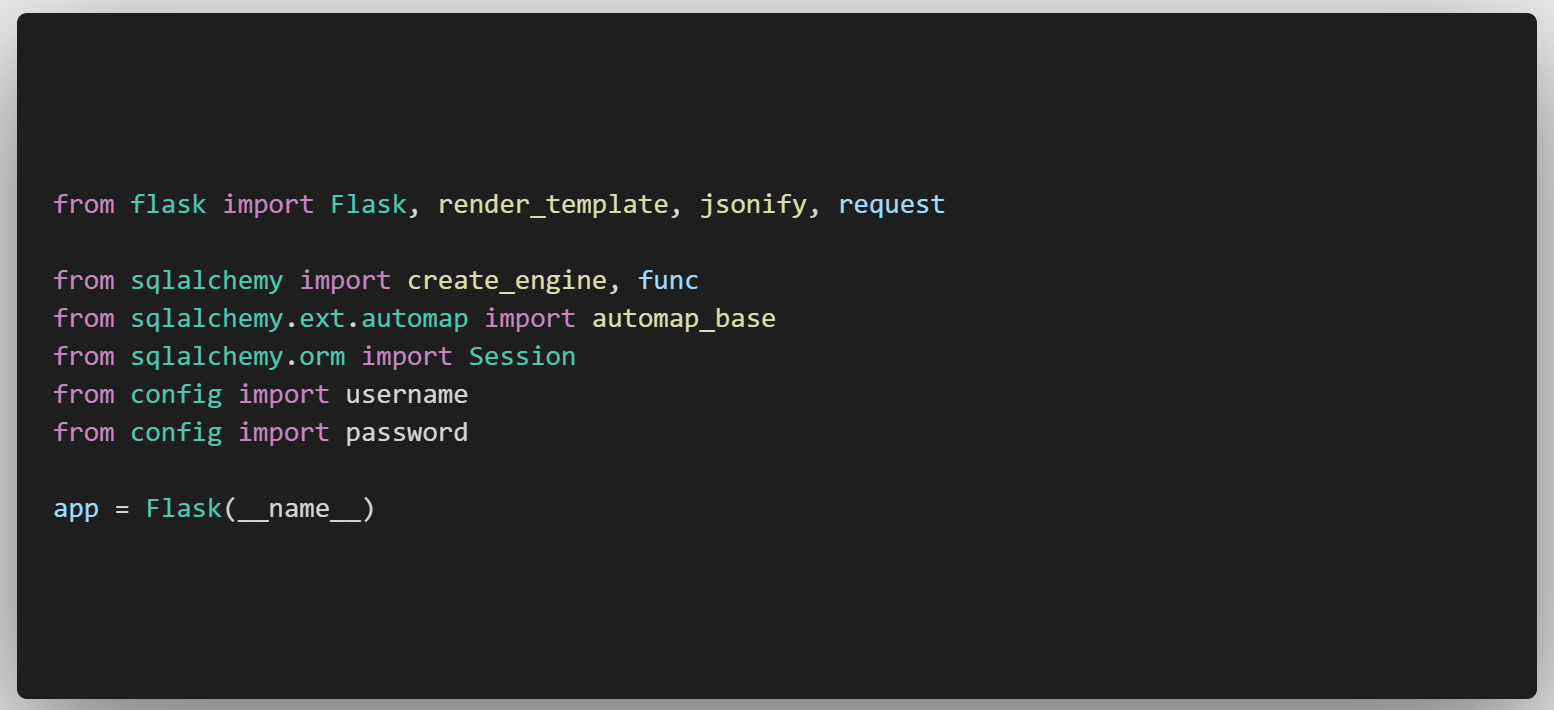 from flask import Flask, render_template, jsonify, request
from sqlalchemy import create_engine, func
from sqlalchemy.ext.automap import automap_base
from sqlalchemy.orm import Session
from config import username
from config import password
app = Flask(__name__)